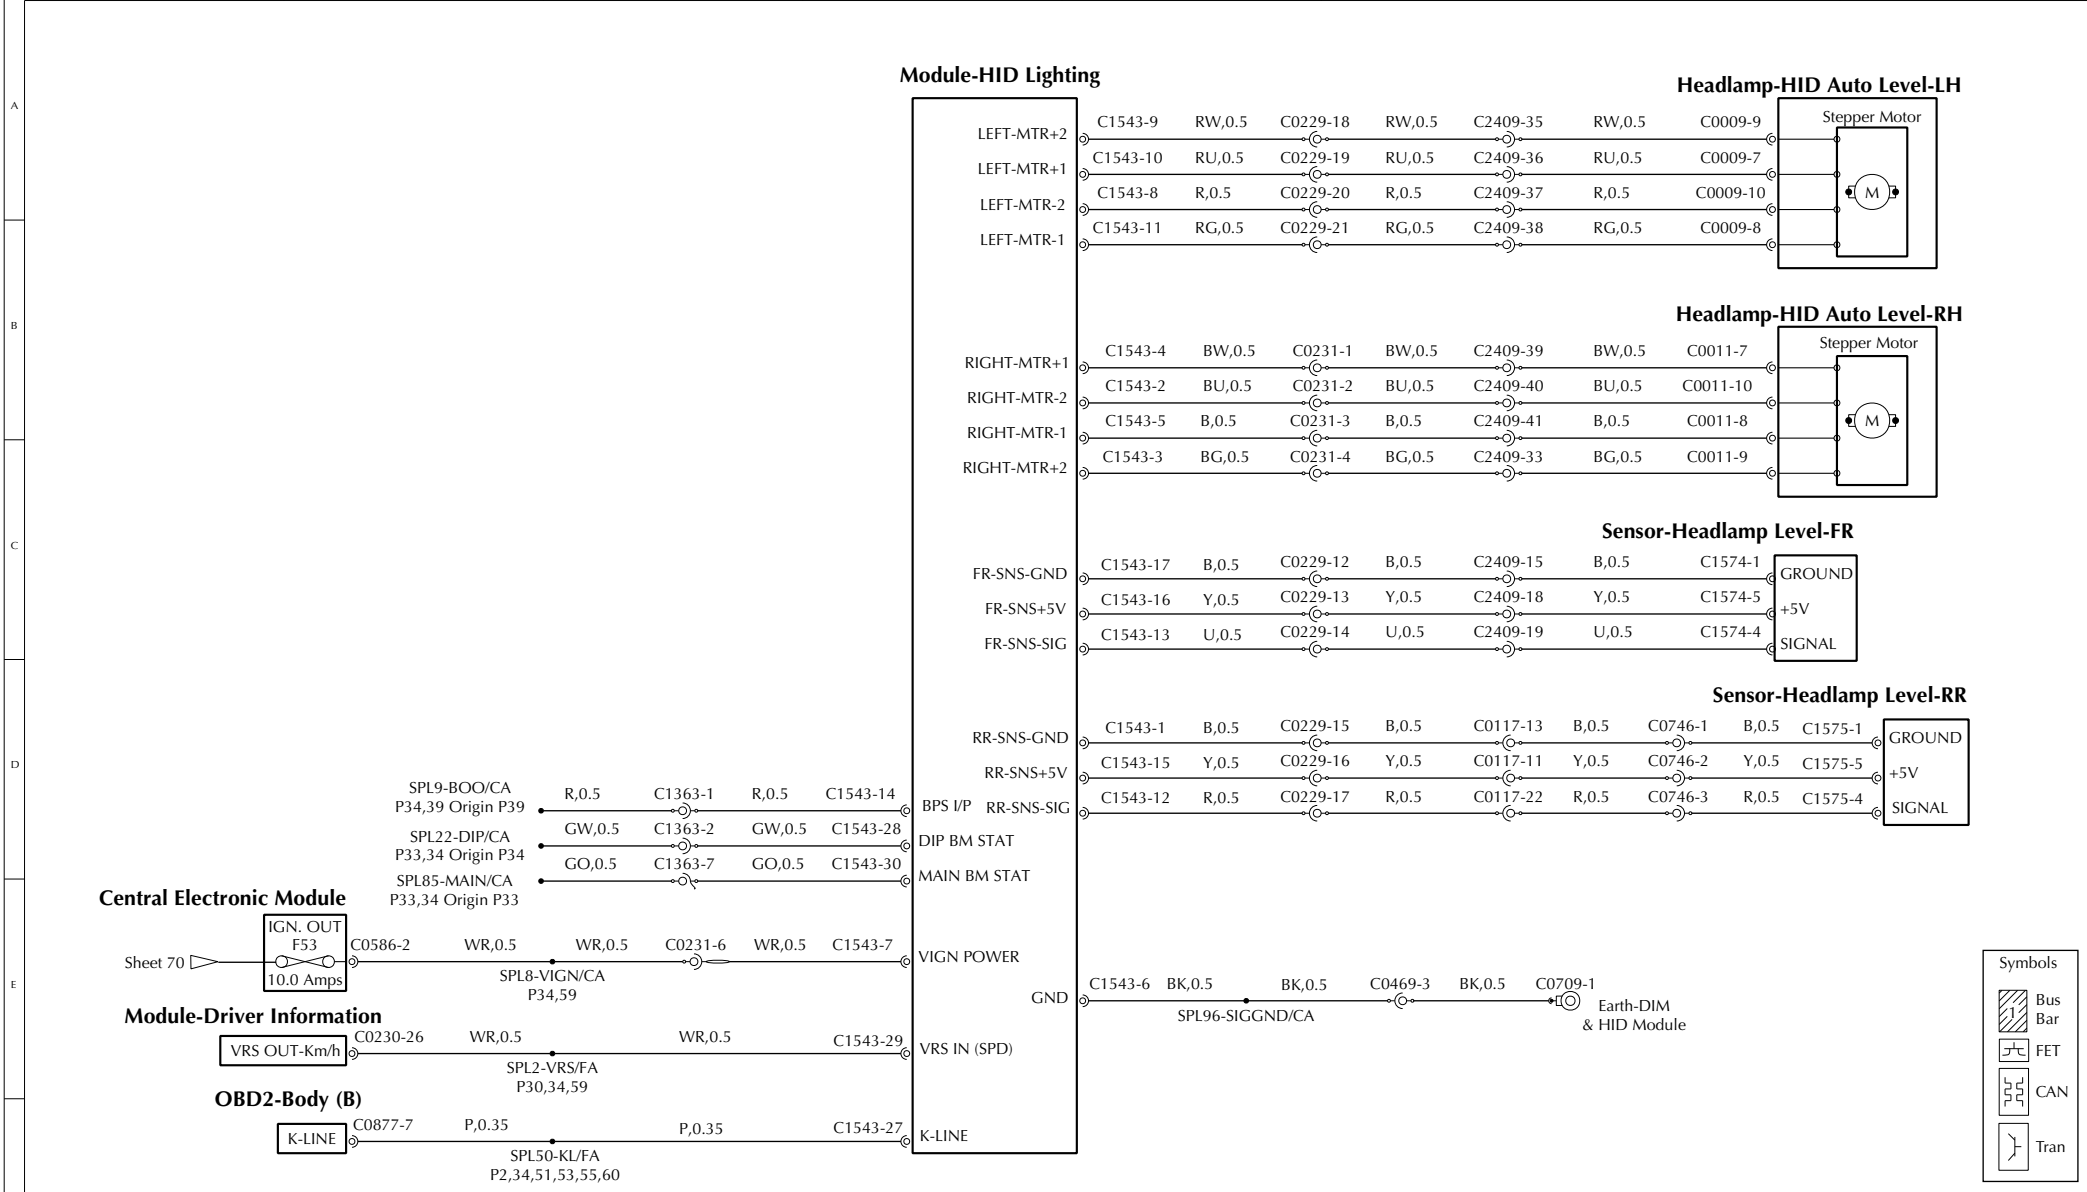 A
B
C
D
E
Module-HID Lighting
Headlamp-HID Auto Level-LH
Stepper Motor
M
LEFT-MTR+2 C1543-9 RW,0.5 C0229-18 RW,0.5 C2409-35 RW,0.5 C0009-9
LEFT-MTR+1 C1543-10 RU,0.5 C0229-19 RU,0.5 C2409-36 RU,0.5 C0009-7
LEFT-MTR-2 C1543-8 R,0.5 C0229-20 R,0.5 C2409-37 R,0.5 C0009-10
LEFT-MTR-1 C1543-11 RG,0.5 C0229-21 RG,0.5 C2409-38 RG,0.5 C0009-8
Headlamp-HID Auto Level-RH
Stepper Motor
M
RIGHT-MTR+1 C1543-4 BW,0.5 C0231-1 BW,0.5 C2409-39 BW,0.5 C0011-7
RIGHT-MTR-2 C1543-2 BU,0.5 C0231-2 BU,0.5 C2409-40 BU,0.5 C0011-10
RIGHT-MTR-1 C1543-5 B,0.5 C0231-3 B,0.5 C2409-41 B,0.5 C0011-8
RIGHT-MTR+2 C1543-3 BG,0.5 C0231-4 BG,0.5 C2409-33 BG,0.5 C0011-9
Sensor-Headlamp Level-FR
FR-SNS-GND C1543-17 B,0.5 C0229-12 B,0.5 C2409-15 B,0.5 C1574-1 GROUND
FR-SNS+5V C1543-16 Y,0.5 C0229-13 Y,0.5 C2409-18 Y,0.5 C1574-5 +5V
FR-SNS-SIG C1543-13 U,0.5 C0229-14 U,0.5 C2409-19 U,0.5 C1574-4 SIGNAL
Sensor-Headlamp Level-RR
RR-SNS-GND C1543-1 B,0.5 C0229-15 B,0.5 C0117-13 B,0.5 C0746-1 B,0.5 C1575-1 GROUND
RR-SNS+5V C1543-15 Y,0.5 C0229-16 Y,0.5 C0117-11 Y,0.5 C0746-2 Y,0.5 C1575-5 +5V
RR-SNS-SIG C1543-12 R,0.5 C0229-17 R,0.5 C0117-22 R,0.5 C0746-3 R,0.5 C1575-4 SIGNAL
SPL9-BOO/CA R,0.5 C1363-1 R,0.5 C1543-14 BPS I/P
P34,39 Origin P39
SPL22-DIP/CA GW,0.5 C1363-2 GW,0.5 C1543-28 DIP BM STAT
P33,34 Origin P34
SPL85-MAIN/CA GO,0.5 C1363-7 GO,0.5 C1543-30 MAIN BM STAT
P33,34 Origin P33
Central Electronic Module
IGN. OUT
F53
10.0 Amps
Sheet 70 C0586-2 WR,0.5 WR,0.5 C0231-6 WR,0.5 C1543-7 VIGN POWER
SPL8-VIGN/CA
P34,59
GND C1543-6 BK,0.5 BK,0.5 C0469-3 BK,0.5 C0709-1
SPL96-SIGGND/CA
Earth-DIM
& HID Module
Module-Driver Information
VRS OUT-Km/h C0230-26 WR,0.5 WR,0.5 C1543-29 VRS IN (SPD)
SPL2-VRS/FA
P30,34,59
OBD2-Body (B)
K-LINE C0877-7 P,0.35 P,0.35 C1543-27 K-LINE
SPL50-KL/FA
P2,34,51,53,55,60
Symbols
1
Bus
Bar
FET
CAN
Tran